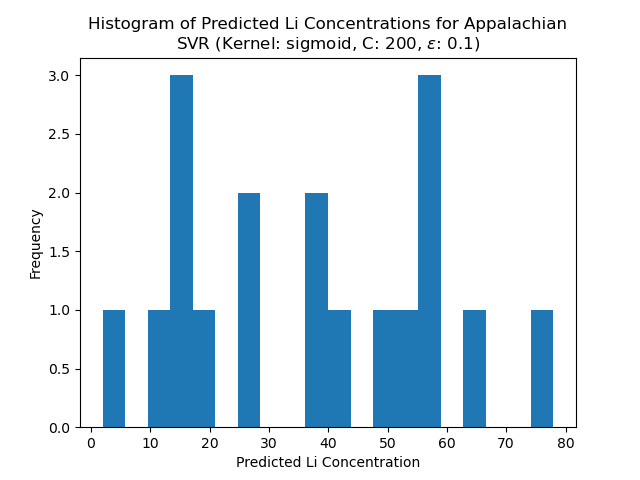 Histogram of Predicted Li Concentrations for Appalachian
SVR (Kernel: sigmoid, C: 200, ε: 0.1)
3.0
2.5
2.0
1.5
1.0
0.5
0.0
Frequency
0 10 20 30 40 50 60 70 80
Predicted Li Concentration